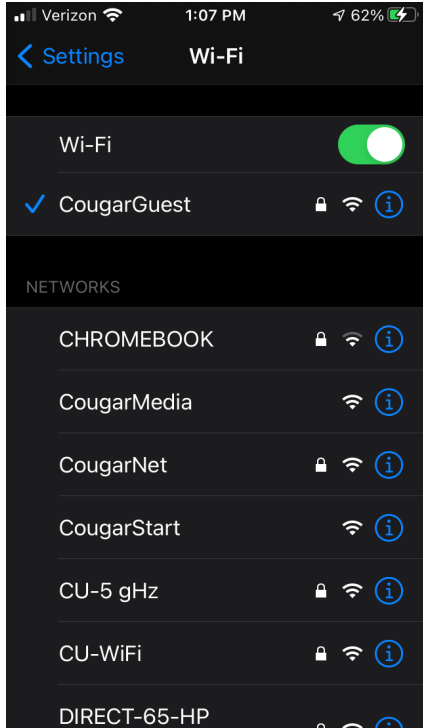 Verizon 1:07 PM 62%
Settings Wi-Fi
Wi-Fi
CougarGuest
NETWORKS
CHROMEBOOK
CougarMedia
CougarNet
CougarStart
CU-5 gHz
CU-WiFi
DIRECT-65-HP